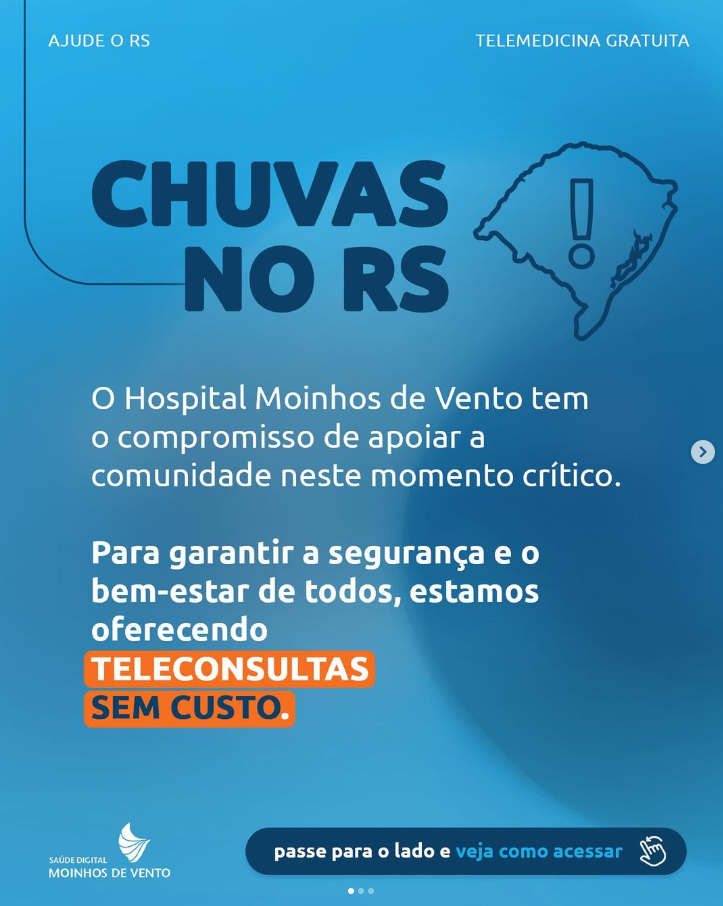 AJUDE O RS
TELEMEDICINA GRATUITA
CHUVAS
NO RS
!
O Hospital Moinhos de Vento tem
o compromisso de apoiar a
comunidade neste momento crítico.
Para garantir a segurança e o
bem-estar de todos, estamos
oferecendo
TELECONSULTAS
SEM CUSTO.
SAÚDE DIGITAL
MOINHOS DE VENTO
passe para o lado e veja como acessar